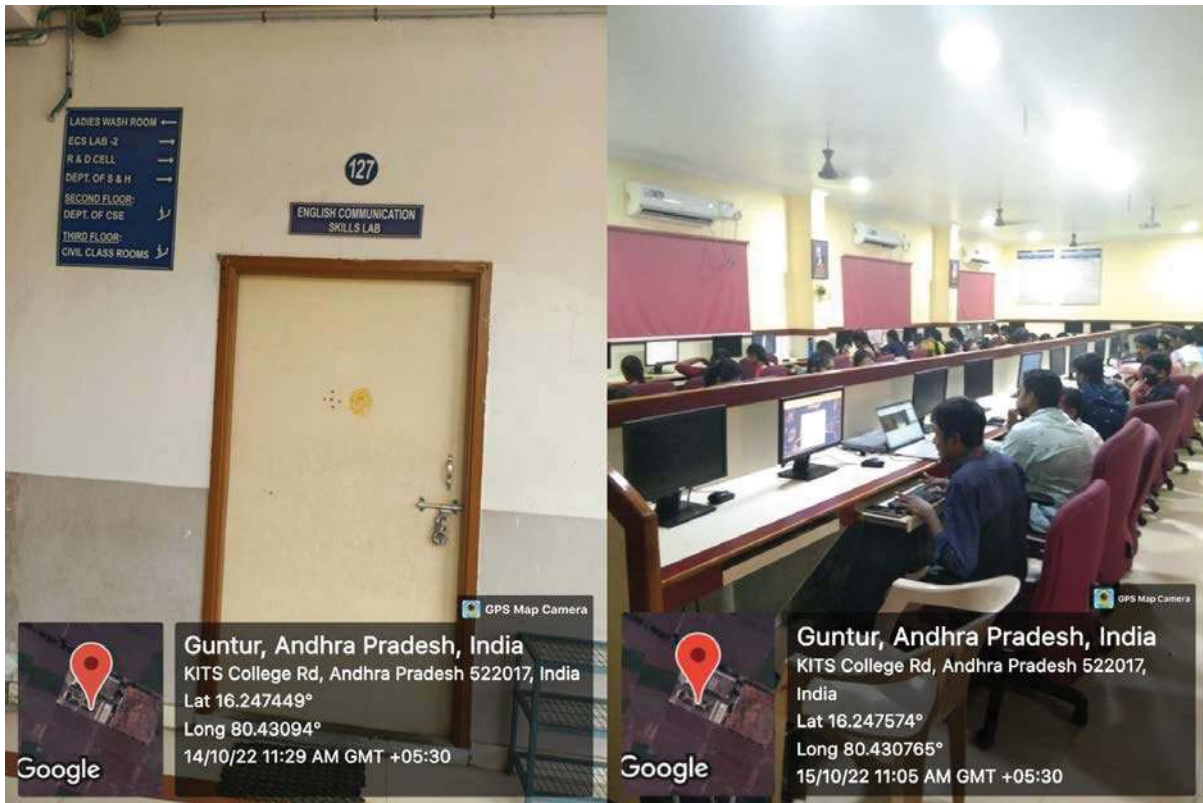 LADIES WASH ROOM ←
ECS LAB -2 →
R & D CELL →
DEPT. OF S & H →
SECOND FLOOR:
DEPT. OF CSE
THIRD FLOOR:
CIVIL CLASS ROOMS
127
ENGLISH COMMUNICATION
SKILLS LAB
GPS Map Camera
Guntur, Andhra Pradesh, India
KITS College Rd, Andhra Pradesh 522017, India
Lat 16.247449°
Long 80.43094°
14/10/22 11:29 AM GMT +05:30
Google
GPS Map Camera
Guntur, Andhra Pradesh, India
KITS College Rd, Andhra Pradesh 522017,
India
Lat 16.247574°
Long 80.430765°
15/10/22 11:05 AM GMT +05:30
Google